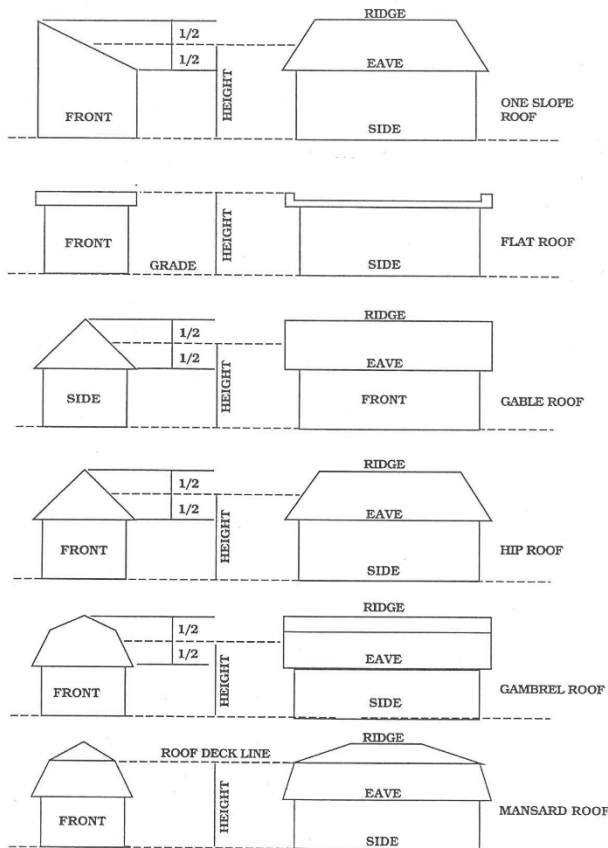 RIDGE
1/2
1/2
EAVE
HEIGHT
FRONT
SIDE
ONE SLOPE
ROOF
FRONT
HEIGHT
GRADE
SIDE
FLAT ROOF
RIDGE
1/2
1/2
EAVE
HEIGHT
SIDE
FRONT
GABLE ROOF
RIDGE
1/2
1/2
EAVE
HEIGHT
FRONT
SIDE
HIP ROOF
RIDGE
1/2
1/2
EAVE
HEIGHT
FRONT
SIDE
GAMBREL ROOF
RIDGE
ROOF DECK LINE
HEIGHT
EAVE
FRONT
SIDE
MANSARD ROOF